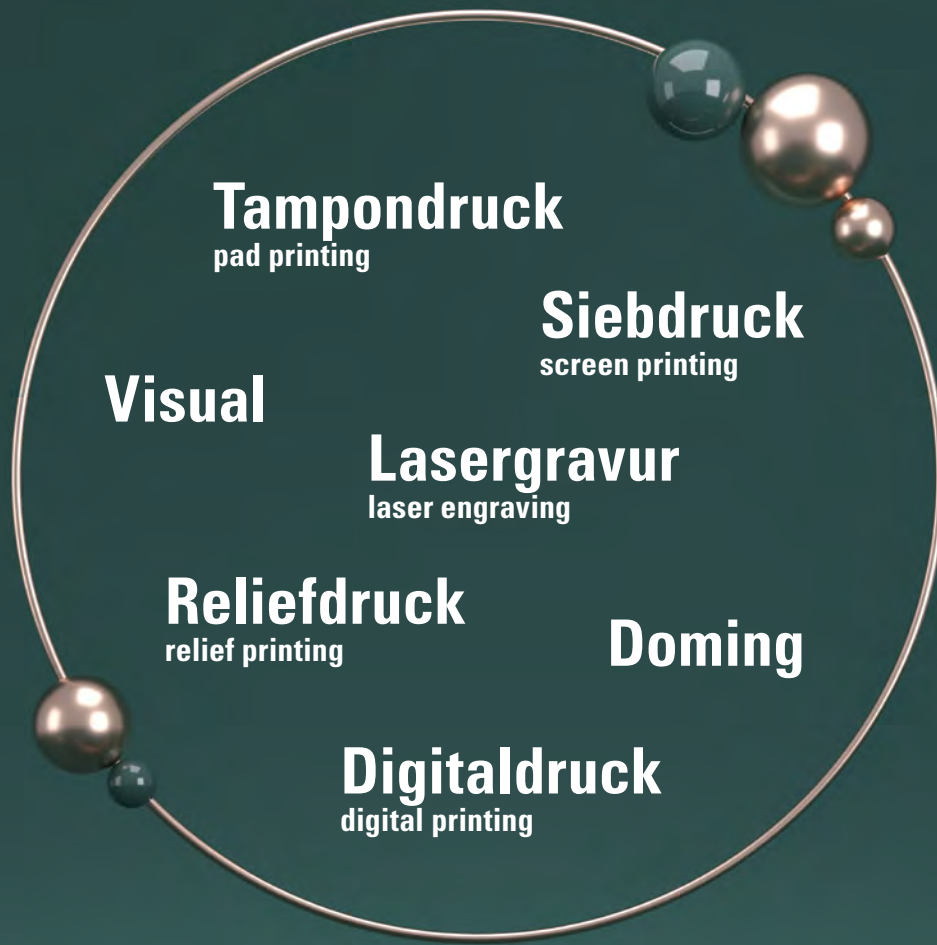 Tampondruck
pad printing
Siebdruck
screen printing
Visual
Lasergravur
laser engraving
Reliefdruck
relief printing
Doming
Digitaldruck
digital printing